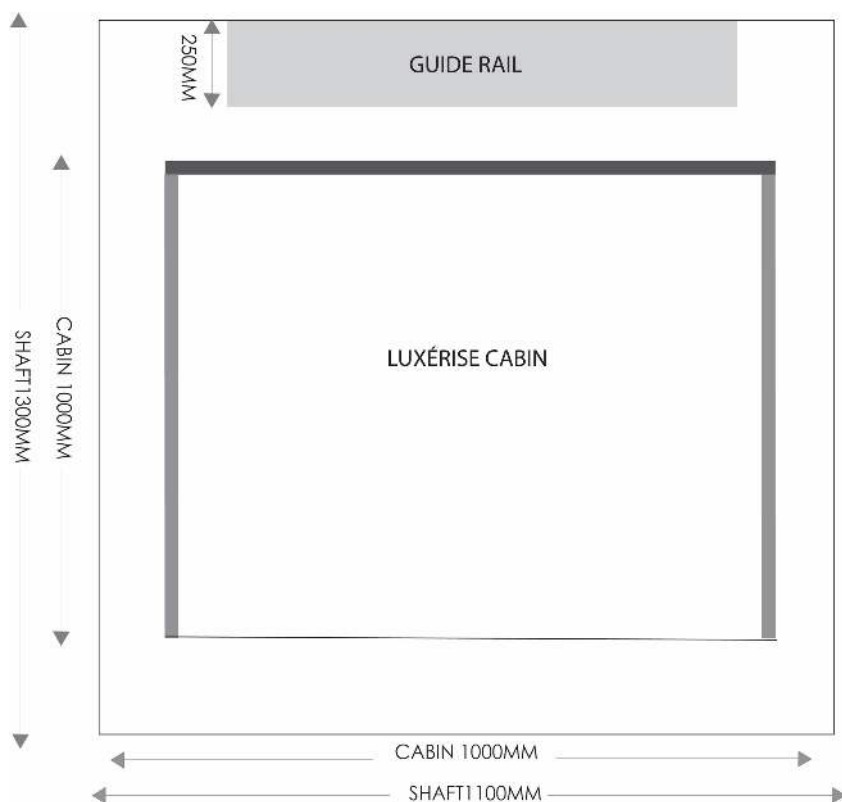 250MM
GUIDE RAIL
SHAFT1300MM
CABIN 1000MM
LUXÉRISE CABIN
CABIN 1000MM
SHAFT1100MM